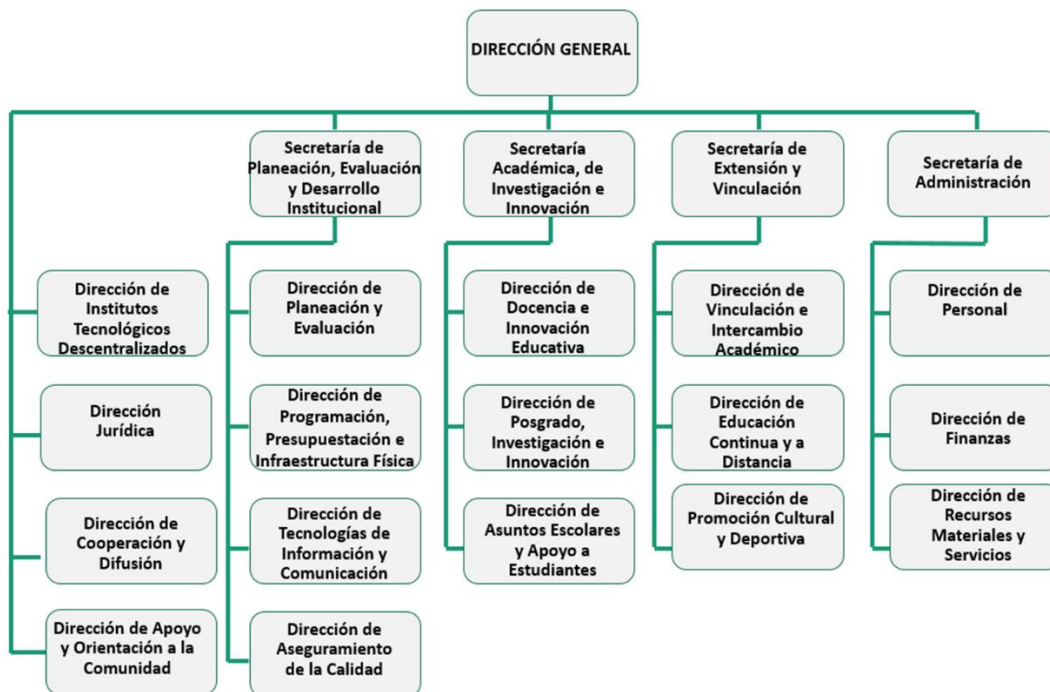 DIRECCIÓN GENERAL
Secretaría de
Planeación, Evaluación
y Desarrollo
Institucional
Secretaría
Académica, de
Investigación e
Innovación
Secretaría de
Extensión y
Vinculación
Secretaría de
Administración
Dirección de
Institutos
Tecnológicos
Descentralizados
Dirección de
Planeación y
Evaluación
Dirección de
Docencia e
Innovación
Educativa
Dirección de
Vinculación e
Intercambio
Académico
Dirección de
Personal
Dirección
Jurídica
Dirección de
Programación,
Presupuestación e
Infraestructura Física
Dirección de
Posgrado,
Investigación e
Innovación
Dirección de
Educación
Continua y a
Distancia
Dirección de
Finanzas
Dirección de
Cooperación y
Difusión
Dirección de
Tecnologías de
Información y
Comunicación
Dirección de
Asuntos Escolares
y Apoyo a
Estudiantes
Dirección de
Promoción Cultural
y Deportiva
Dirección de
Recursos
Materiales y
Servicios
Dirección de Apoyo
y Orientación a la
Comunidad
Dirección de
Aseguramiento
de la Calidad